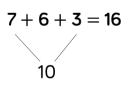 7 + 6 + 3 = 16
10